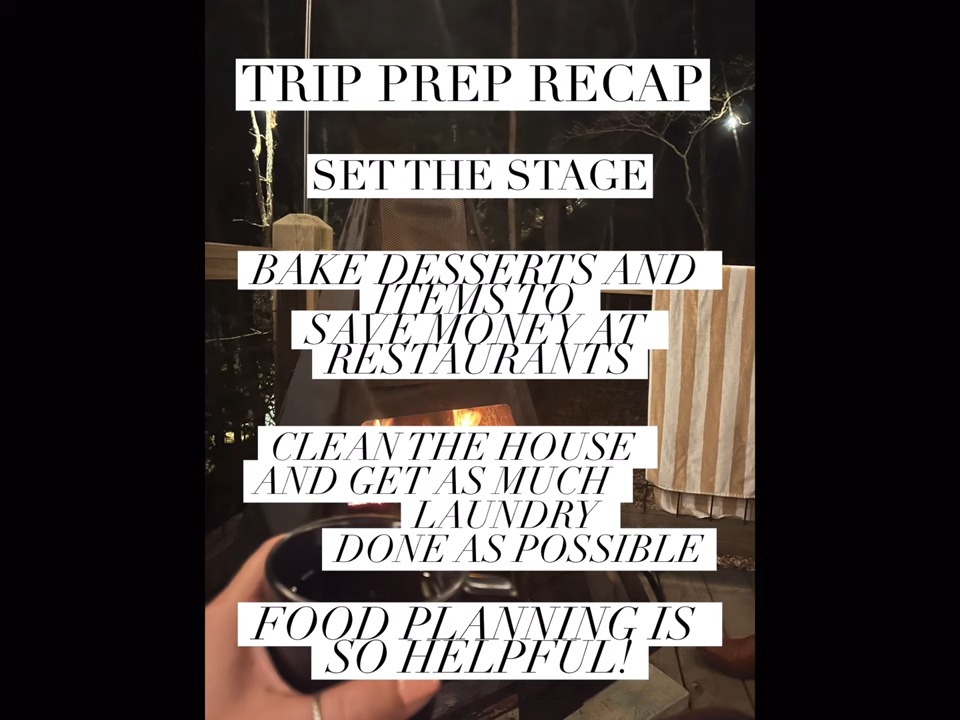 TRIP PREP RECAP
SET THE STAGE
BAKE DESSERTS AND
ITEMS TO
SAVE MONEY AT
RESTAURANTS
CLEAN THE HOUSE
AND GET AS MUCH
LAUNDRY
DONE AS POSSIBLE
FOOD PLANNING IS
SO HELPFUL!